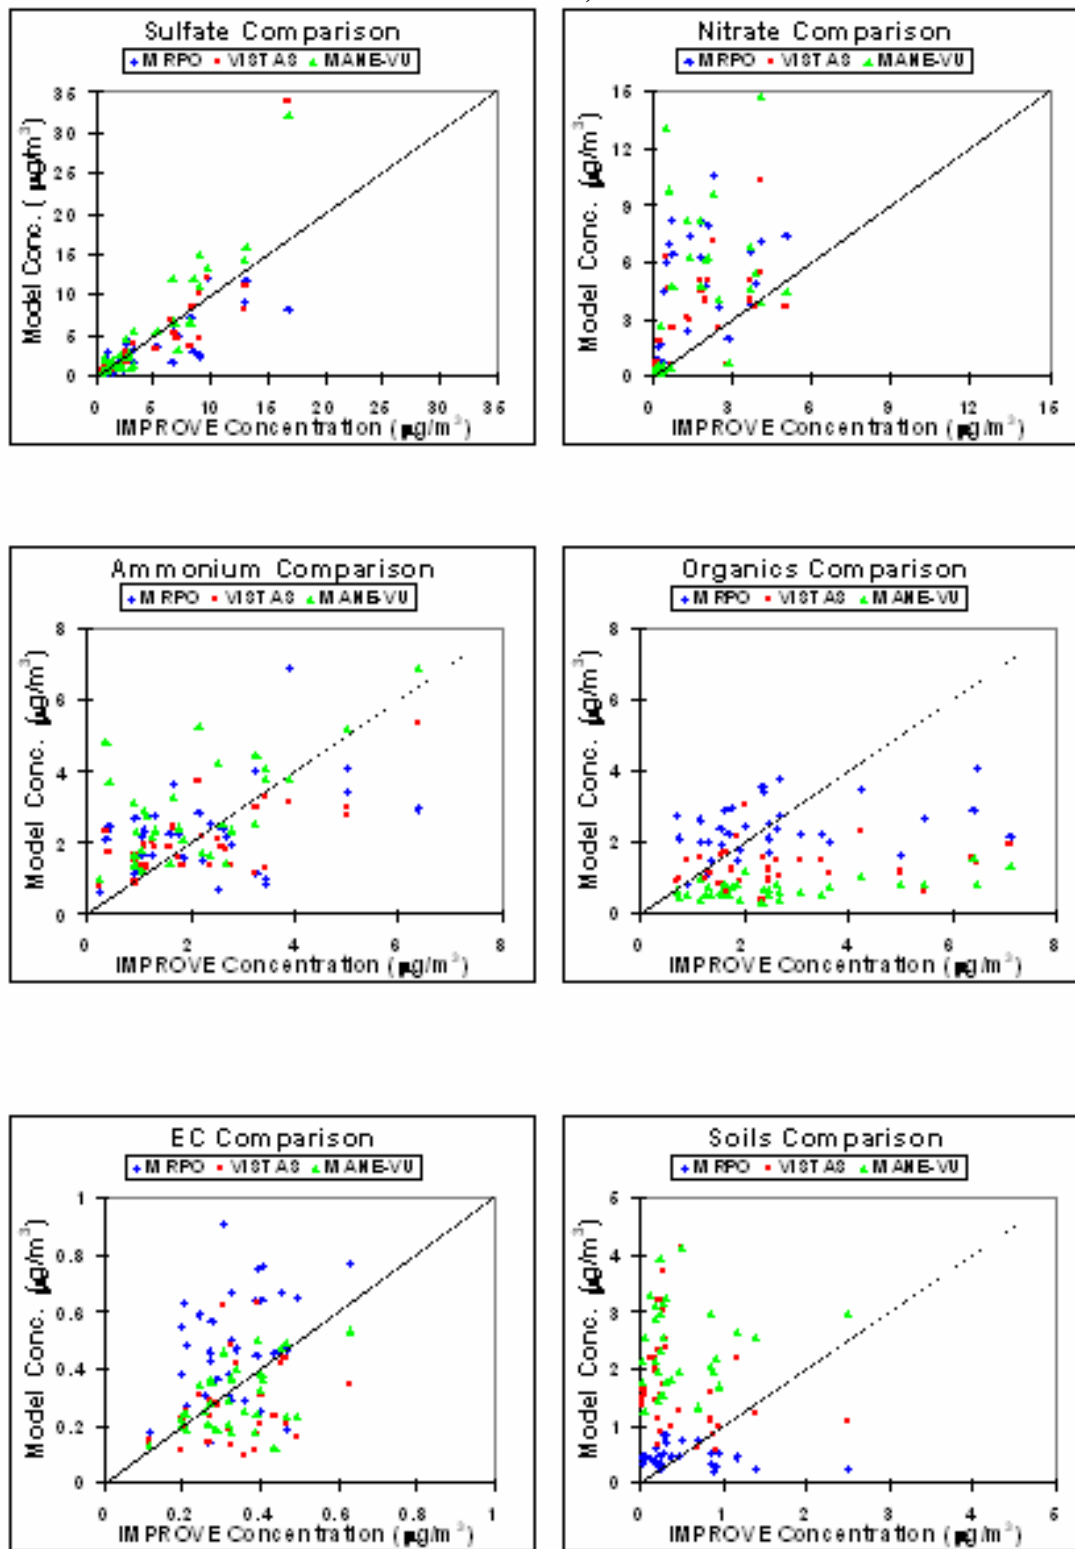 Sulfate Comparison
MRPO VISTAS MANE-VU
35
30
25
20
15
10
5
0
Model Conc. (µg/m³)
0 5 10 15 20 25 30 35
IMPROVE Concentration (µg/m³)
Nitrate Comparison
MRPO VISTAS MANE-VU
15
12
9
6
3
0
Model Conc. (µg/m³)
0 3 6 9 12 15
IMPROVE Concentration (µg/m³)
Ammonium Comparison
MRPO VISTAS MANE-VU
8
6
4
2
0
Model Conc. (µg/m³)
0 2 4 6 8
IMPROVE Concentration (µg/m³)
Organics Comparison
MRPO VISTAS MANE-VU
8
6
4
2
0
Model Conc. (µg/m³)
0 2 4 6 8
IMPROVE Concentration (µg/m³)
EC Comparison
MRPO VISTAS MANE-VU
1
0.8
0.6
0.4
0.2
0
Model Conc. (µg/m³)
0 0.2 0.4 0.6 0.8 1
IMPROVE Concentration (µg/m³)
Soils Comparison
MRPO VISTAS MANE-VU
5
4
3
2
1
0
Model Conc. (µg/m³)
0 1 2 3 4 5
IMPROVE Concentration (µg/m³)